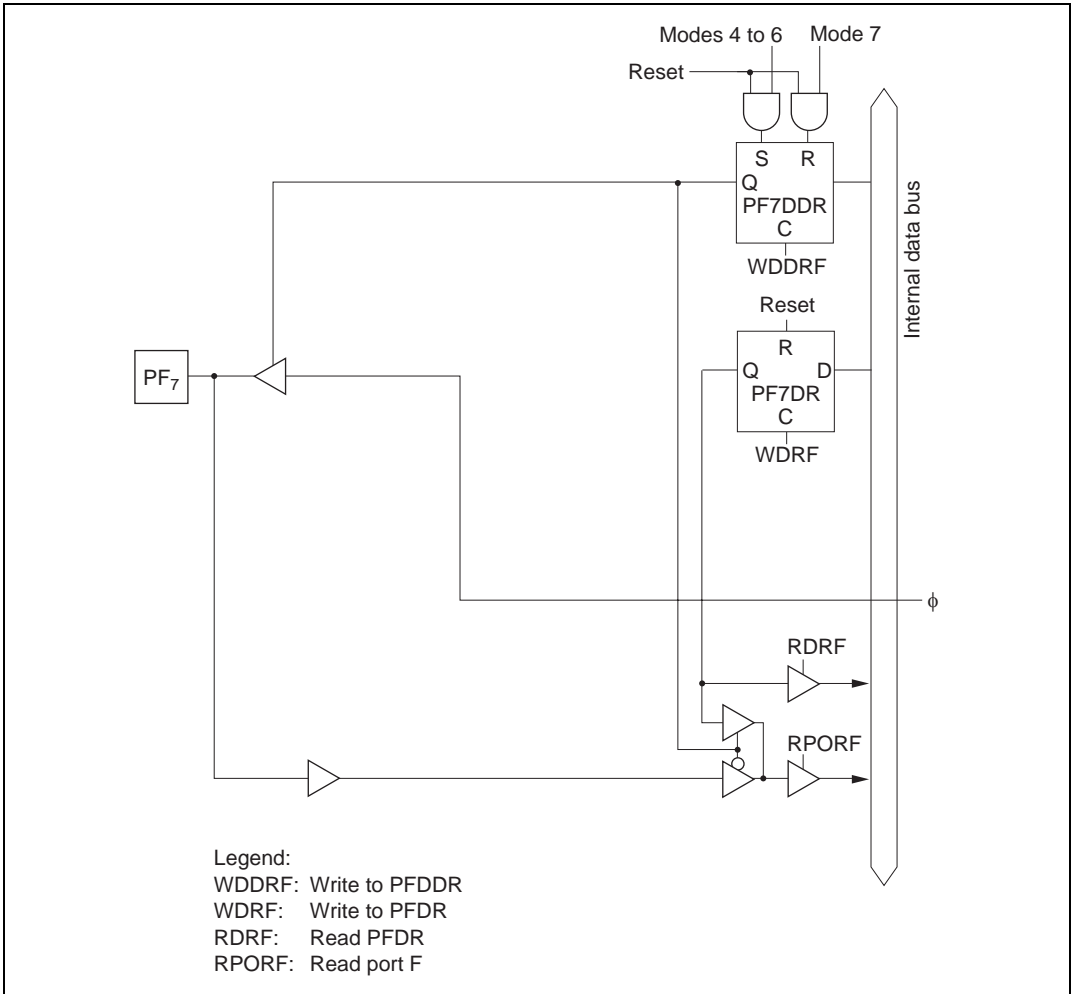 Modes 4 to 6 Mode 7
Reset
S R
Q
PF7DDR
C
WDDRF
Internal data bus
Reset
R
Q D
PF7DR
C
WDRF
PF7
ϕ
RDRF
RPORF
Legend:
WDDRF: Write to PFDDR
WDRF: Write to PFDR
RDRF: Read PFDR
RPORF: Read port F